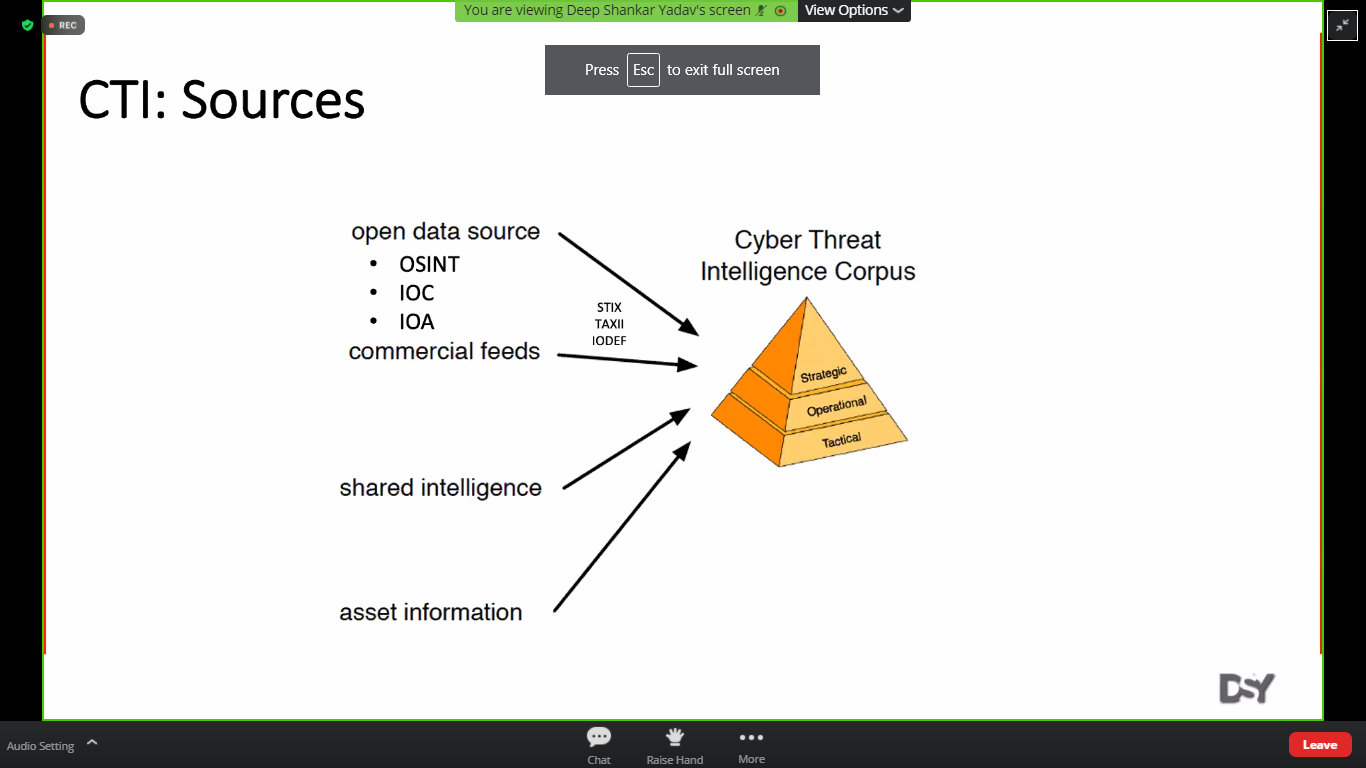 You are viewing Deep Shankar Yadav's screen
View Options
REC
Press Esc to exit full screen
CTI: Sources
open data source
• OSINT
• IOC
• IOA
commercial feeds
STIX
TAXII
IODEF
shared intelligence
asset information
Cyber Threat
Intelligence Corpus
Strategic
Operational
Tactical
DSY
Audio Setting
Chat
Raise Hand
More
Leave